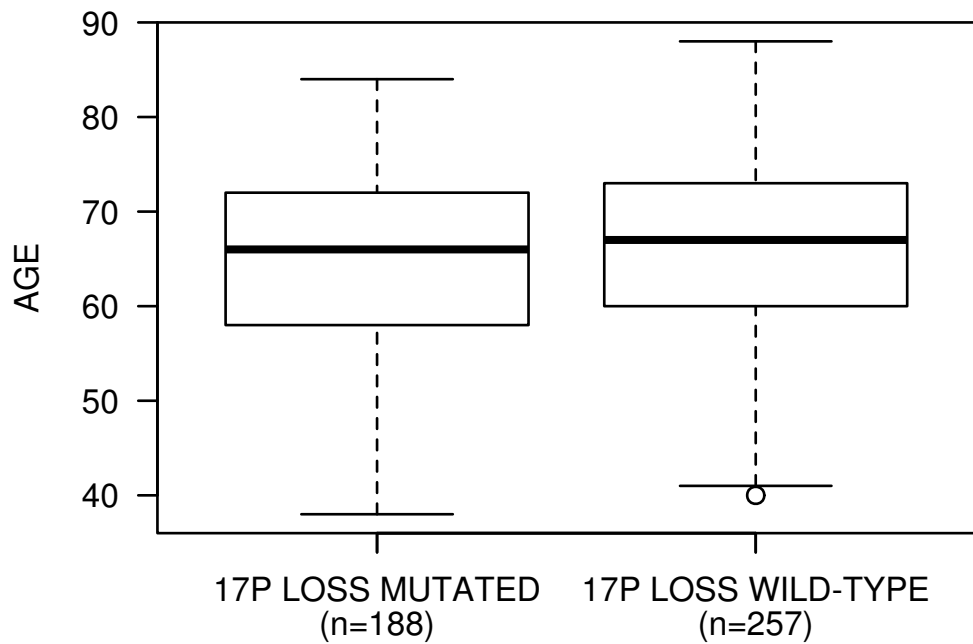 90
80
70
60
50
40
AGE
17P LOSS MUTATED
(n=188)
17P LOSS WILD-TYPE
(n=257)